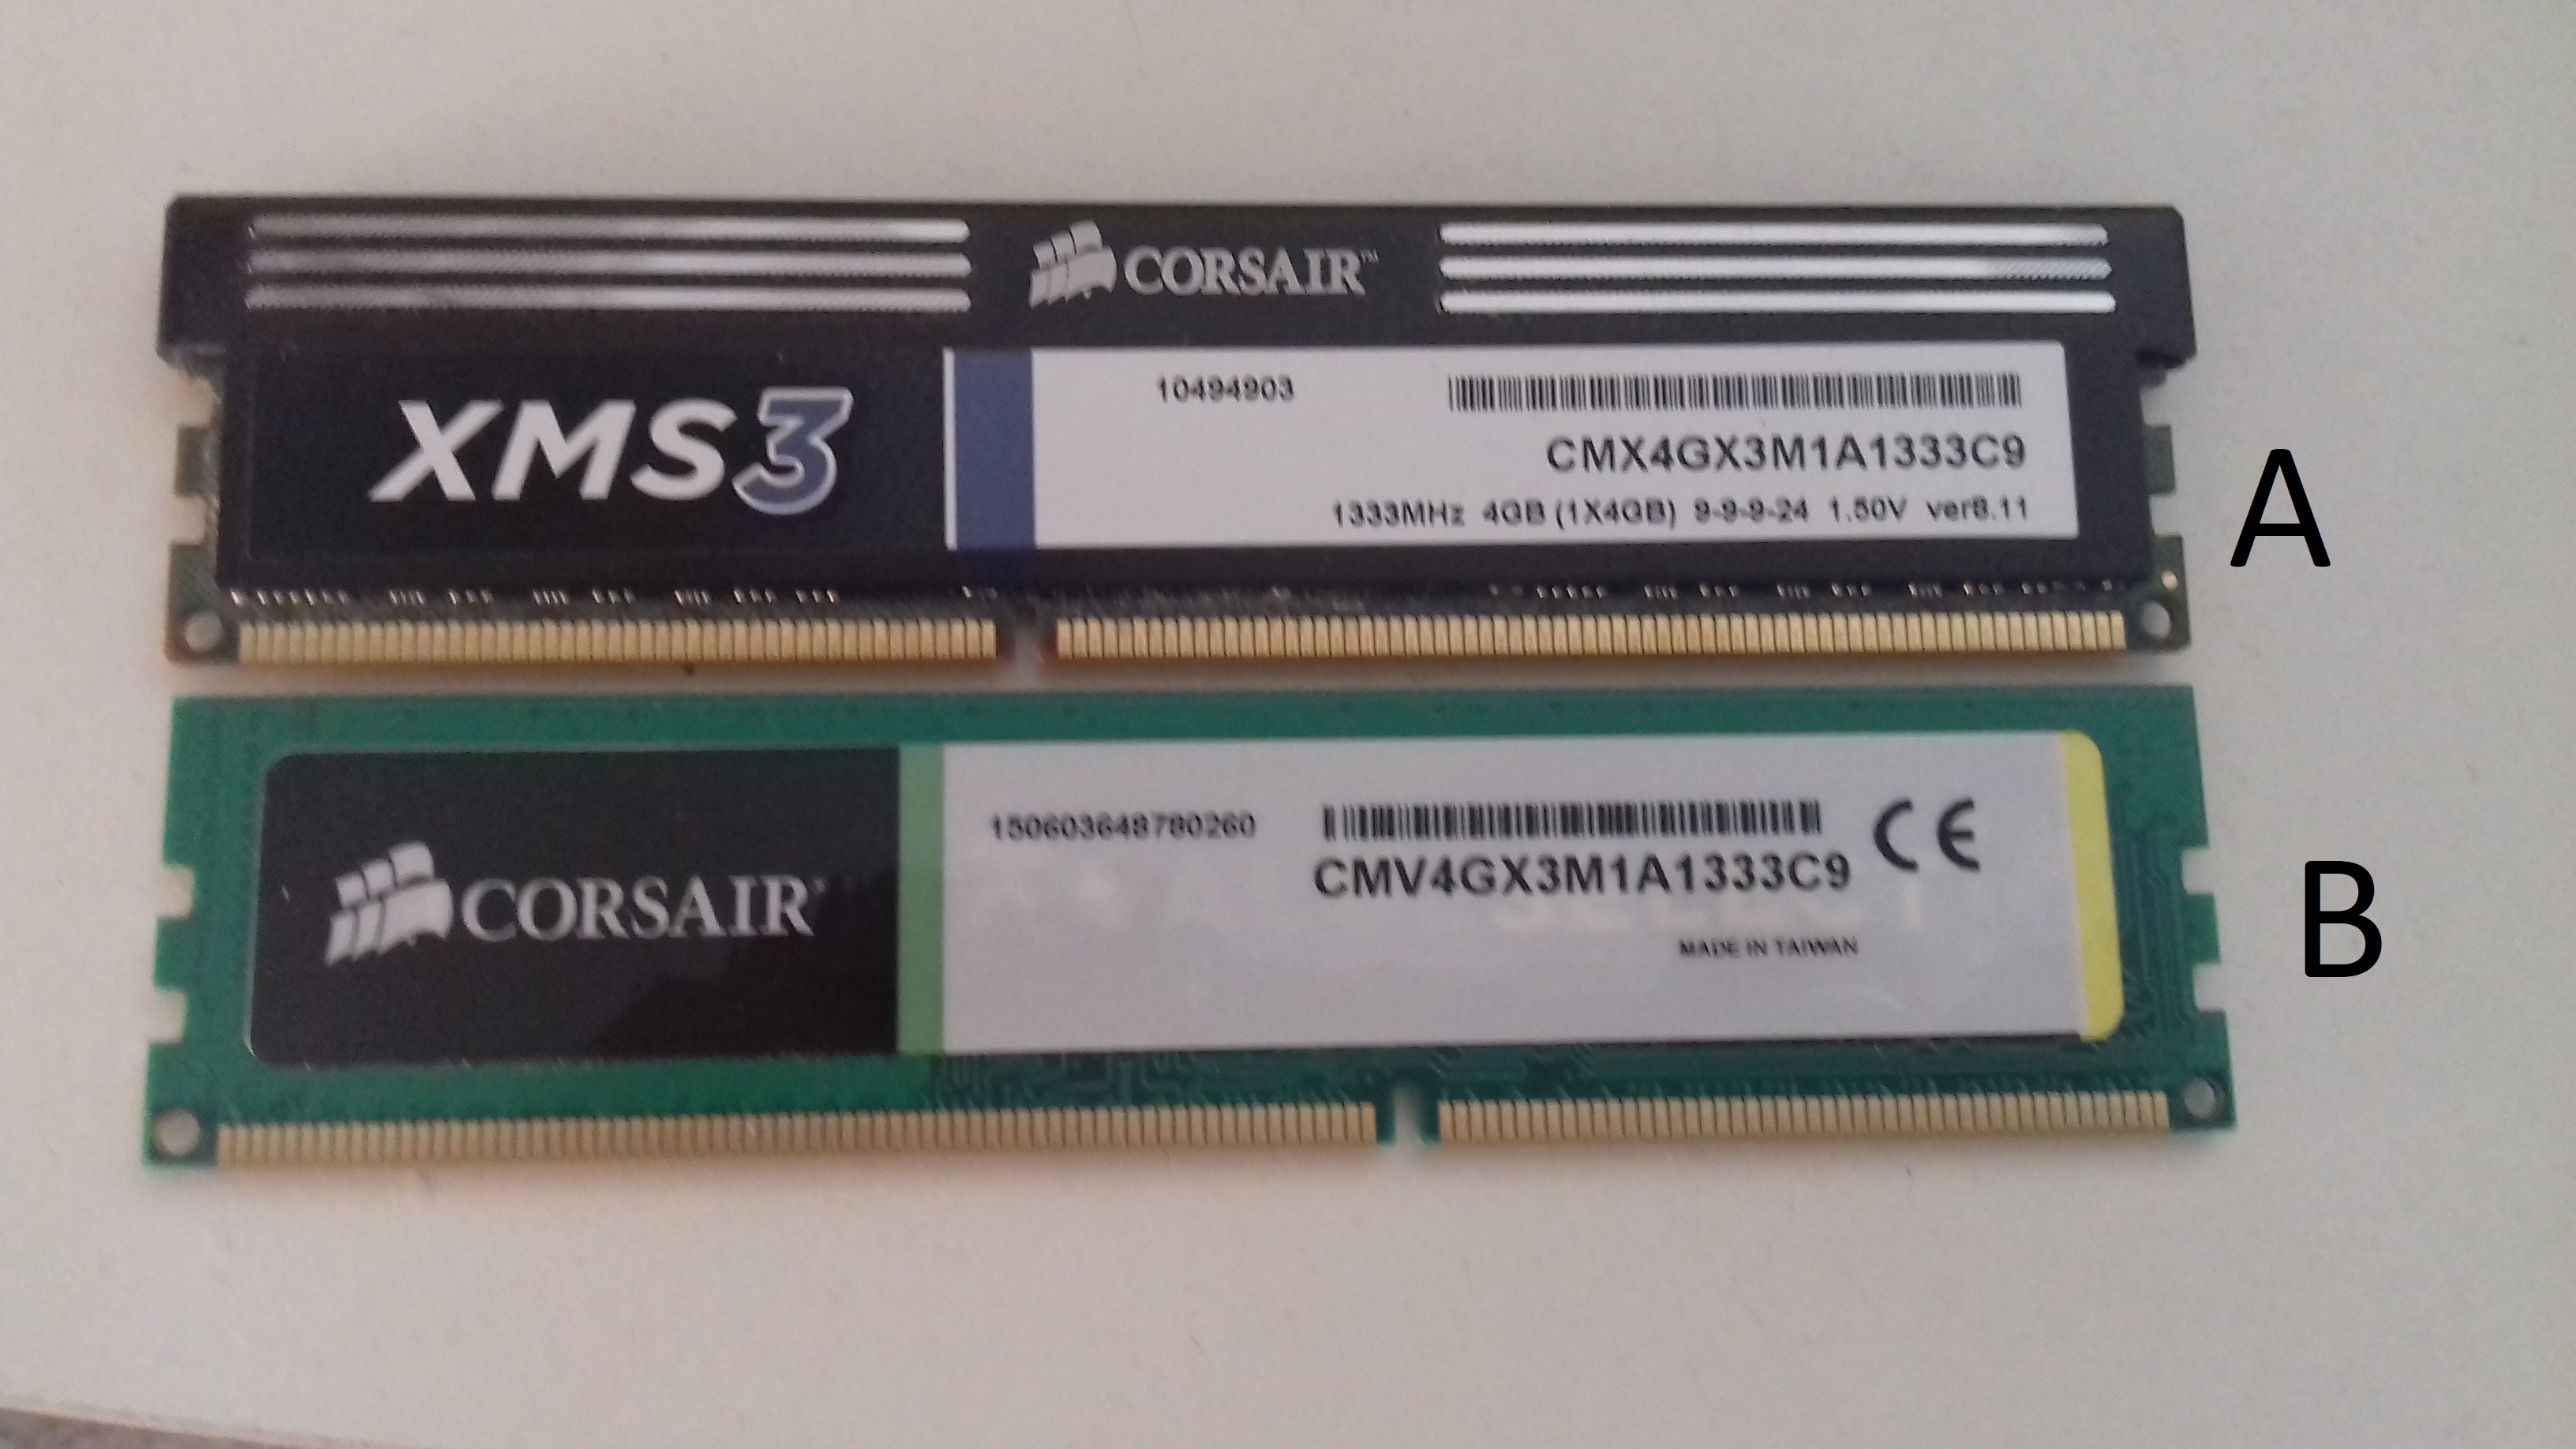 CORSAIR™
XMS3
10494903
CMX4GX3M1A1333C9
1333MHz 4GB (1X4GB) 9-9-9-24 1.50V ver8.11
A
CORSAIR
150603648780260
CMV4GX3M1A1333C9
CE
MADE IN TAIWAN
B